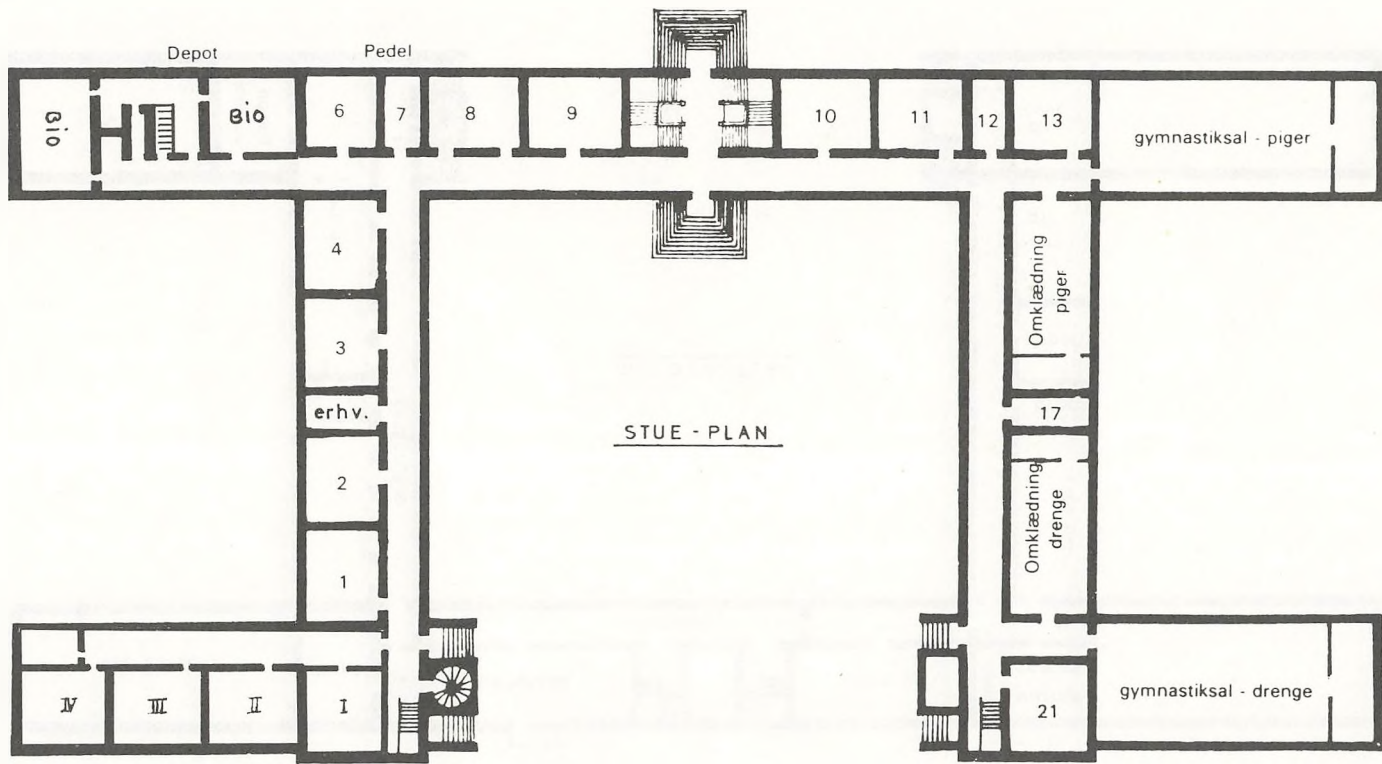 Depot
Pedel
Bio
Bio
6
7
8
9
10
11
12
13
gymnastiksal - piger
4
3
erhv.
2
1
STUE - PLAN
Omklædning
piger
17
Omklædning
drenge
IV
III
II
I
21
gymnastiksal - drenge